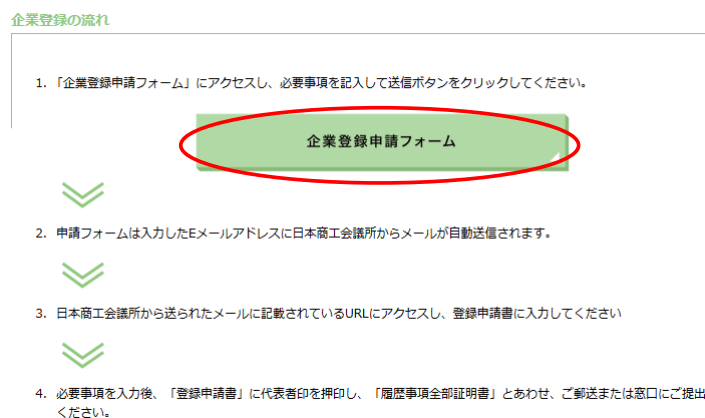 企業登録の流れ
1. 「企業登録申請フォーム」にアクセスし、必要事項を記入して送信ボタンをクリックしてください。
企業登録申請フォーム
2. 申請フォームは入力したEメールアドレスに日本商工会議所からメールが自動送信されます。
3. 日本商工会議所から送られたメールに記載されているURLにアクセスし、登録申請書に入力してください
4. 必要事項を入力後、「登録申請書」に代表者印を押印し、「履歴事項全部証明書」とあわせ、ご郵送または窓口にご提出
ください。